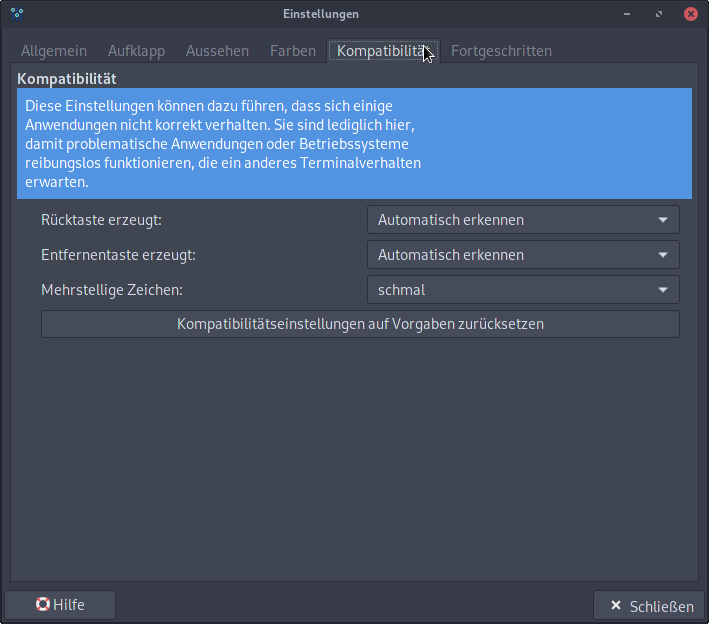 Einstellungen
Allgemein Aufklapp Aussehen Farben Kompatibilität Fortgeschritten
Kompatibilität
Diese Einstellungen können dazu führen, dass sich einige
Anwendungen nicht korrekt verhalten. Sie sind lediglich hier,
damit problematische Anwendungen oder Betriebssysteme
reibungslos funktionieren, die ein anderes Terminalverhalten
erwarten.
Rücktaste erzeugt: Automatisch erkennen
Entfernentaste erzeugt: Automatisch erkennen
Mehrstellige Zeichen: schmal
Kompatibilitätseinstellungen auf Vorgaben zurücksetzen
Hilfe Schließen